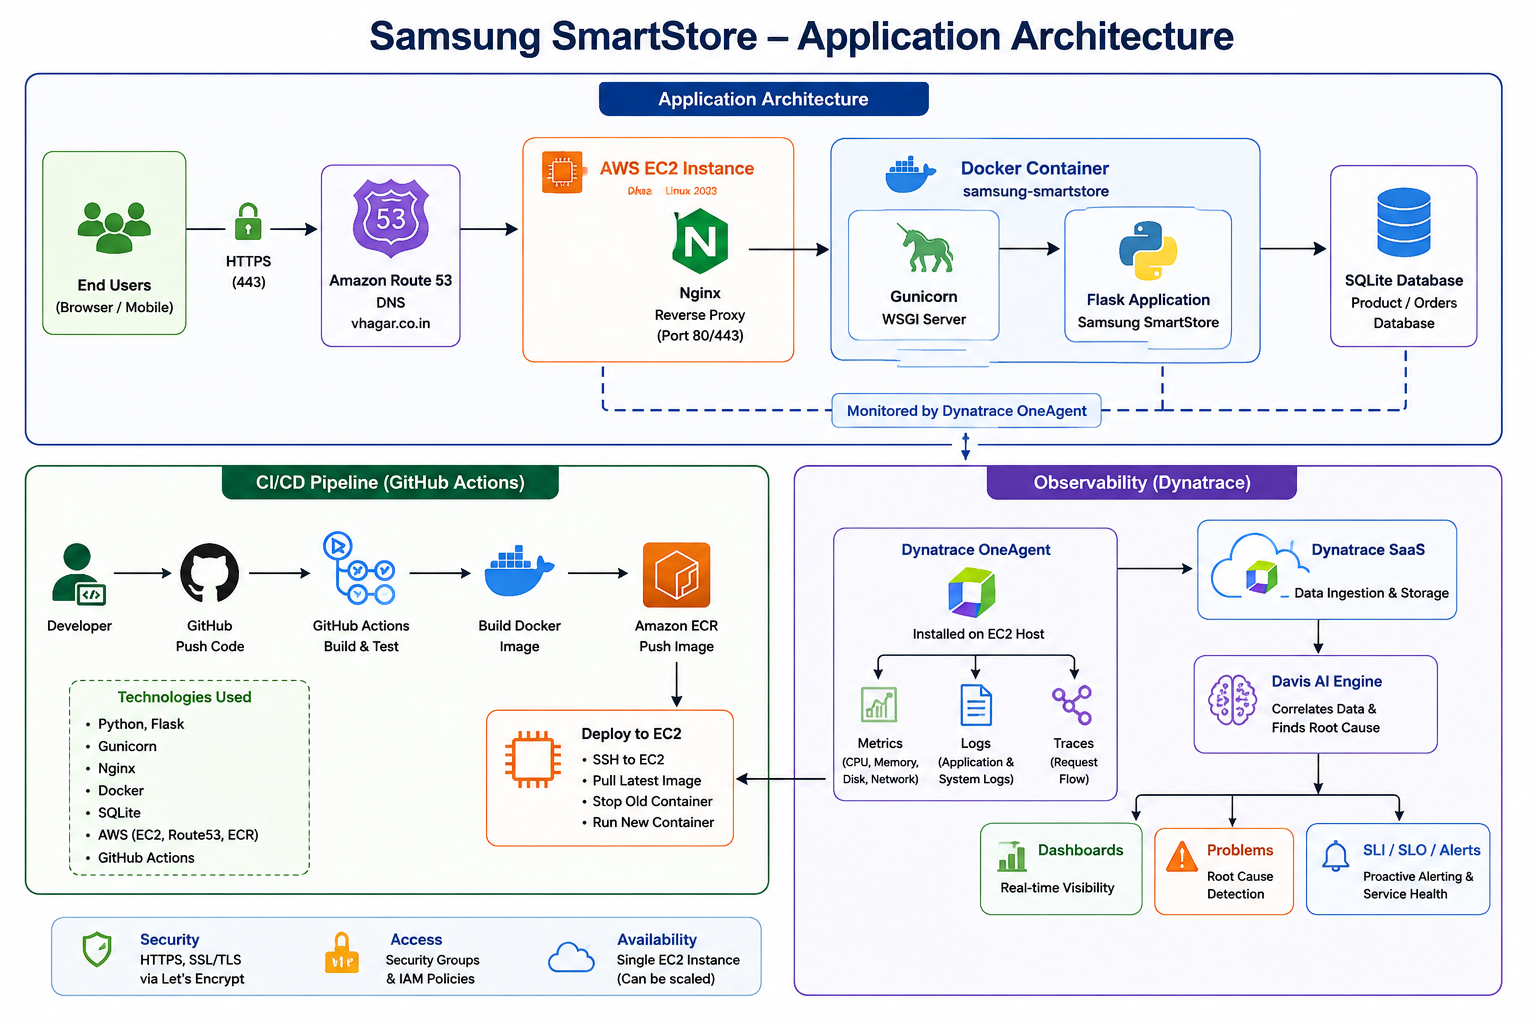 Samsung SmartStore – Application Architecture
Application Architecture
End Users
(Browser / Mobile)
HTTPS
(443)
53
Amazon Route 53
DNS
vhagar.co.in
AWS EC2 Instance
Linux 2023
N
Nginx
Reverse Proxy
(Port 80/443)
Docker Container
samsung-smartstore
Gunicorn
WSGI Server
Flask Application
Samsung SmartStore
SQLite Database
Product / Orders
Database
Monitored by Dynatrace OneAgent
CI/CD Pipeline (GitHub Actions)
Developer
GitHub
Push Code
GitHub Actions
Build & Test
Build Docker
Image
Amazon ECR
Push Image
Technologies Used
• Python, Flask
• Gunicorn
• Nginx
• Docker
• SQLite
• AWS (EC2, Route53, ECR)
• GitHub Actions
Deploy to EC2
• SSH to EC2
• Pull Latest Image
• Stop Old Container
• Run New Container
Observability (Dynatrace)
Dynatrace OneAgent
Installed on EC2 Host
Metrics
(CPU, Memory,
Disk, Network)
Logs
(Application &
System Logs)
Traces
(Request
Flow)
Dynatrace SaaS
Data Ingestion & Storage
Davis AI Engine
Correlates Data &
Finds Root Cause
Dashboards
Real-time Visibility
Problems
Root Cause
Detection
SLI / SLO / Alerts
Proactive Alerting &
Service Health
Security
HTTPS, SSL/TLS
via Let's Encrypt
Access
Security Groups
& IAM Policies
Availability
Single EC2 Instance
(Can be scaled)